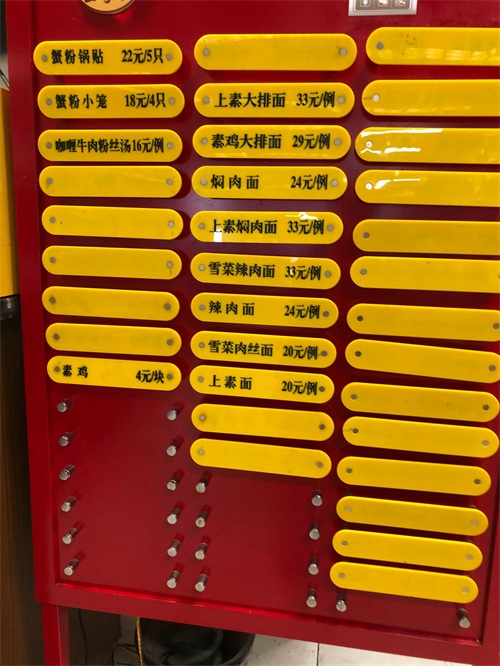 蟹粉锅贴 22元/5只
蟹粉小笼 18元/4只
咖喱牛肉粉丝汤16元/例
素鸡 4元/块
上素大排面 33元/例
素鸡大排面 29元/例
焖肉面 24元/例
上素焖肉面 33元/例
雪菜辣肉面 33元/例
辣肉面 24元/例
雪菜肉丝面 20元/例
上素面 20元/例